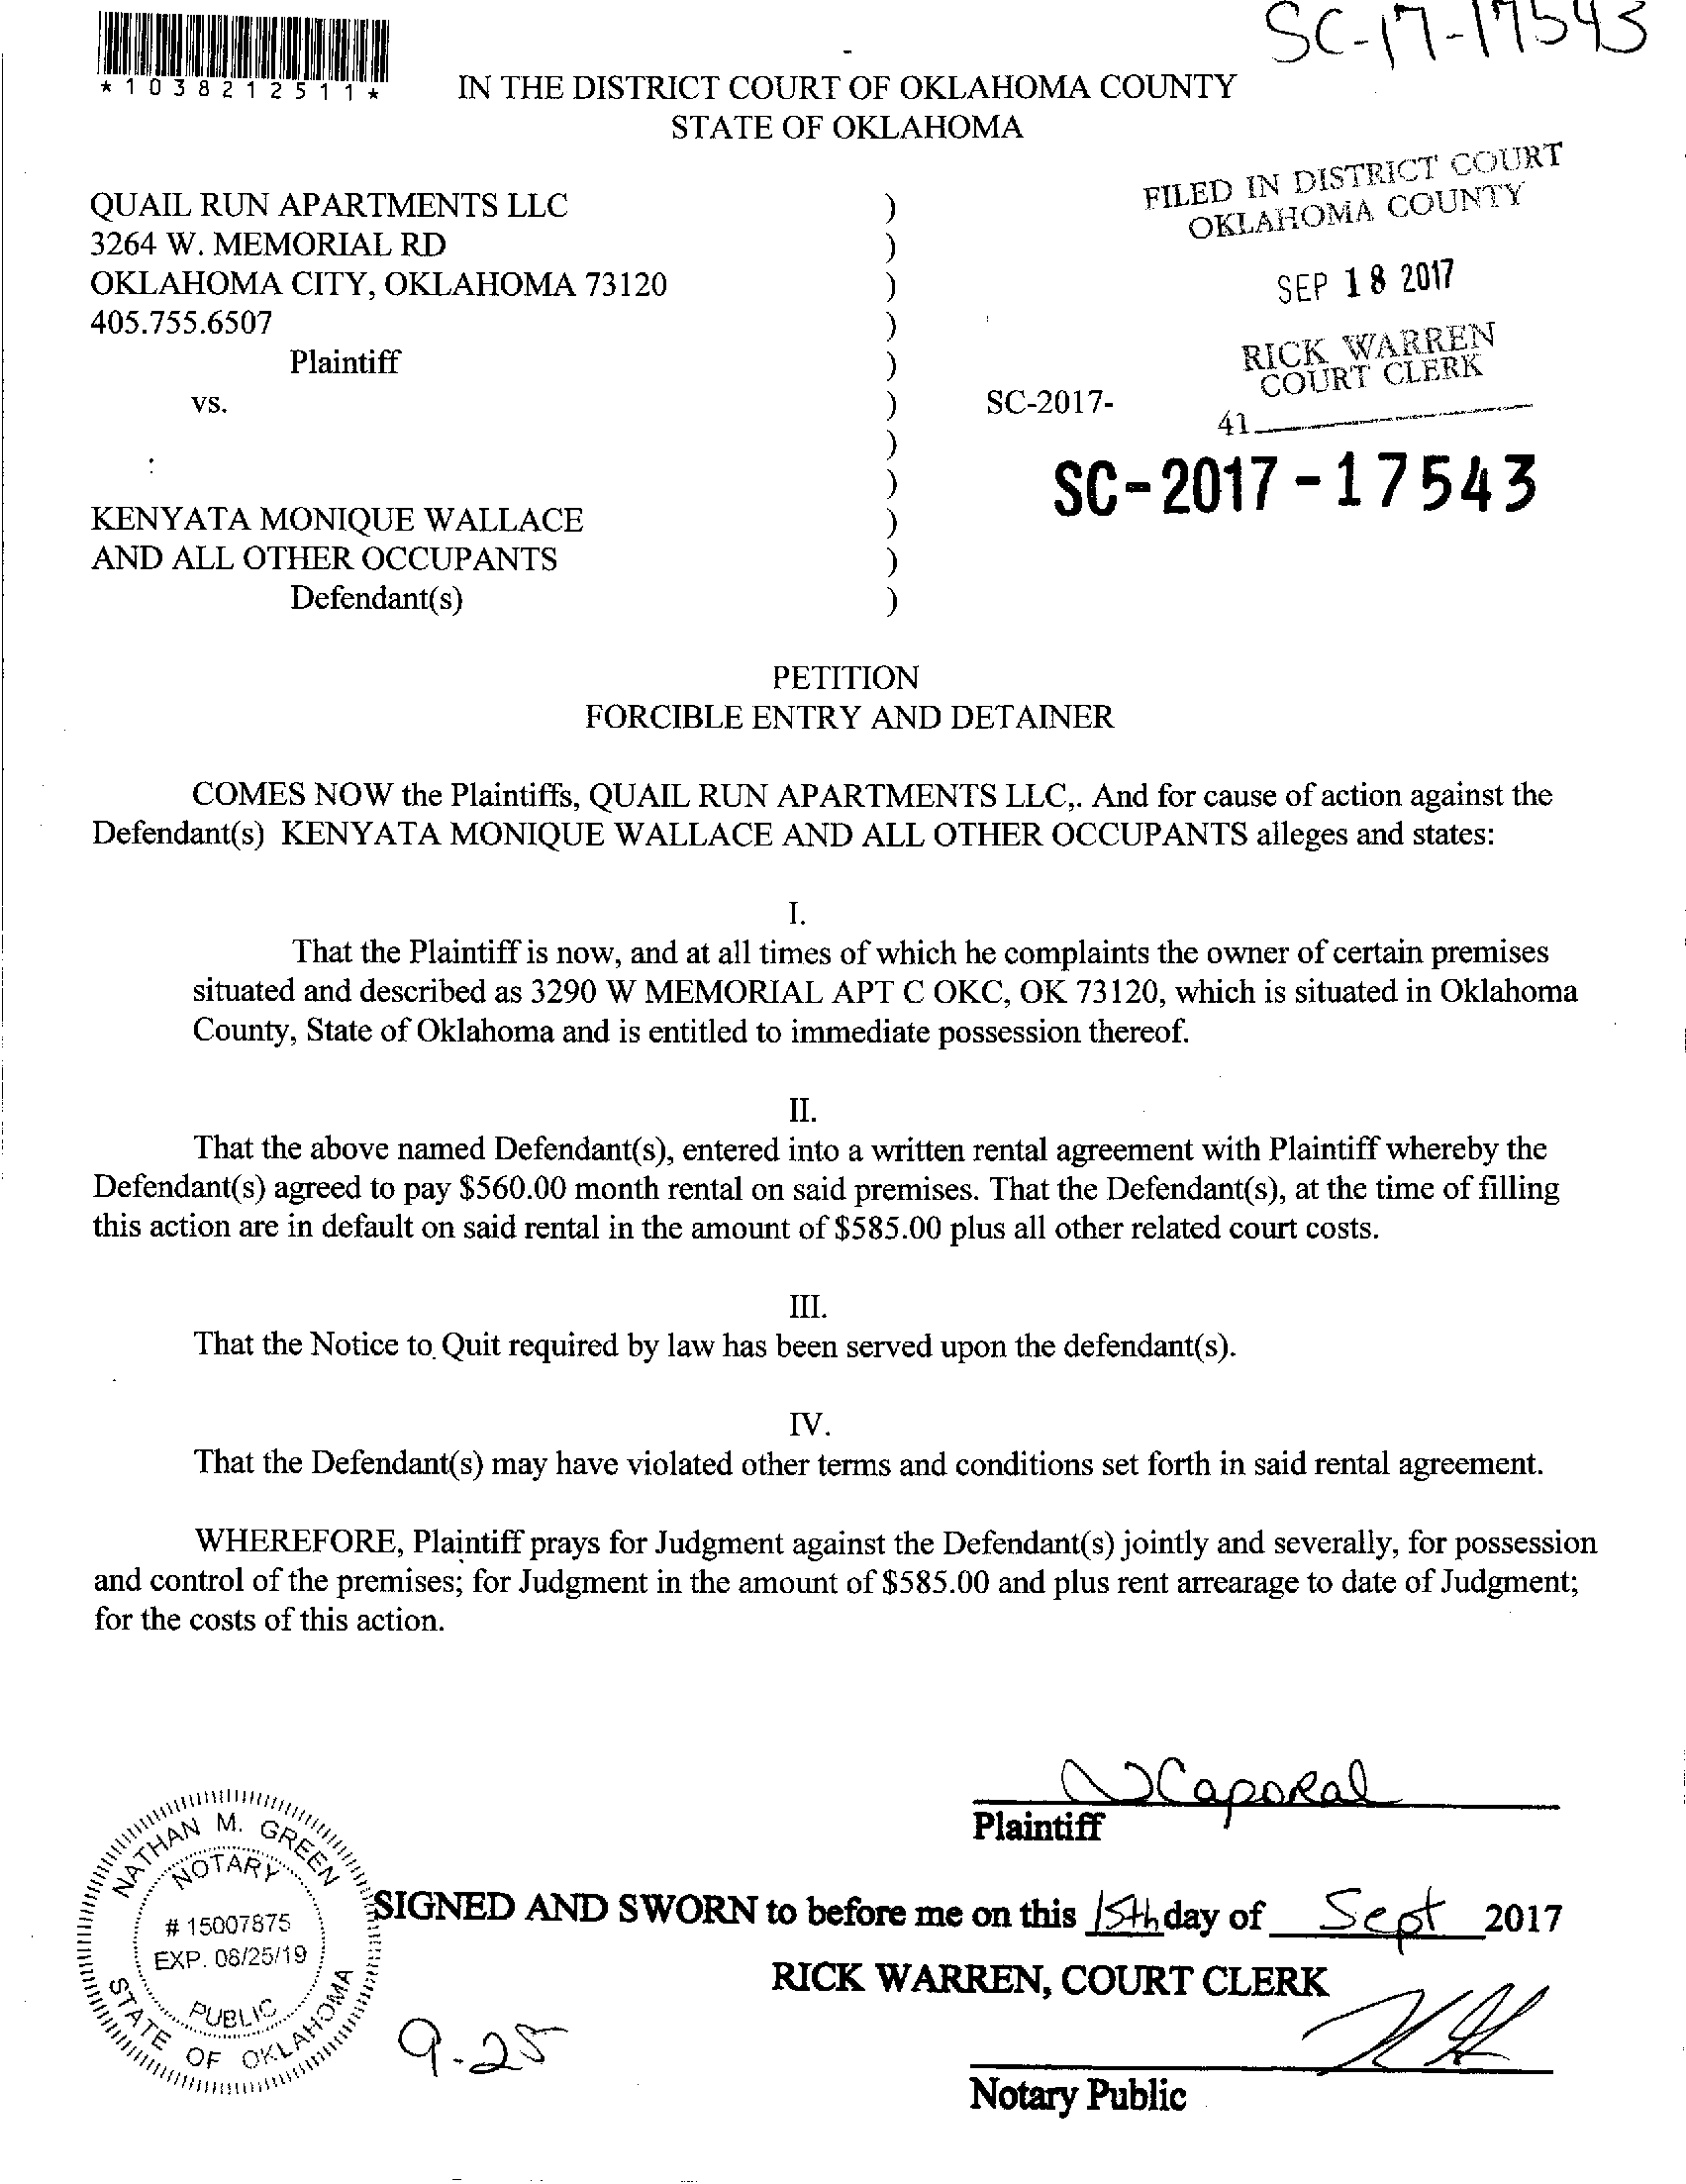 SC-17-17543
*1038212511*
IN THE DISTRICT COURT OF OKLAHOMA COUNTY
STATE OF OKLAHOMA
FILED IN DISTRICT COURT
OKLAHOMA COUNTY
SEP 18 2017
RICK WARREN
COURT CLERK
41
QUAIL RUN APARTMENTS LLC )
3264 W. MEMORIAL RD )
OKLAHOMA CITY, OKLAHOMA 73120 )
405.755.6507 )
Plaintiff )
vs. ) SC-2017-
)
: )
SC-2017-17543
KENYATA MONIQUE WALLACE )
AND ALL OTHER OCCUPANTS )
Defendant(s) )
PETITION
FORCIBLE ENTRY AND DETAINER
COMES NOW the Plaintiffs, QUAIL RUN APARTMENTS LLC,. And for cause of action against the
Defendant(s) KENYATA MONIQUE WALLACE AND ALL OTHER OCCUPANTS alleges and states:
I.
That the Plaintiff is now, and at all times of which he complaints the owner of certain premises
situated and described as 3290 W MEMORIAL APT C OKC, OK 73120, which is situated in Oklahoma
County, State of Oklahoma and is entitled to immediate possession thereof.
II.
That the above named Defendant(s), entered into a written rental agreement with Plaintiff whereby the
Defendant(s) agreed to pay $560.00 month rental on said premises. That the Defendant(s), at the time of filling
this action are in default on said rental in the amount of $585.00 plus all other related court costs.
III.
That the Notice to Quit required by law has been served upon the defendant(s).
IV.
That the Defendant(s) may have violated other terms and conditions set forth in said rental agreement.
WHEREFORE, Plaintiff prays for Judgment against the Defendant(s) jointly and severally, for possession
and control of the premises; for Judgment in the amount of $585.00 and plus rent arrearage to date of Judgment;
for the costs of this action.
Caporal
Plaintiff
NATHAN M. GREEN
NOTARY
# 15007875
EXP. 08/25/19
PUBLIC
STATE OF OKLAHOMA
SIGNED AND SWORN to before me on this 15th day of Sept 2017
RICK WARREN, COURT CLERK
9-25
Notary Public